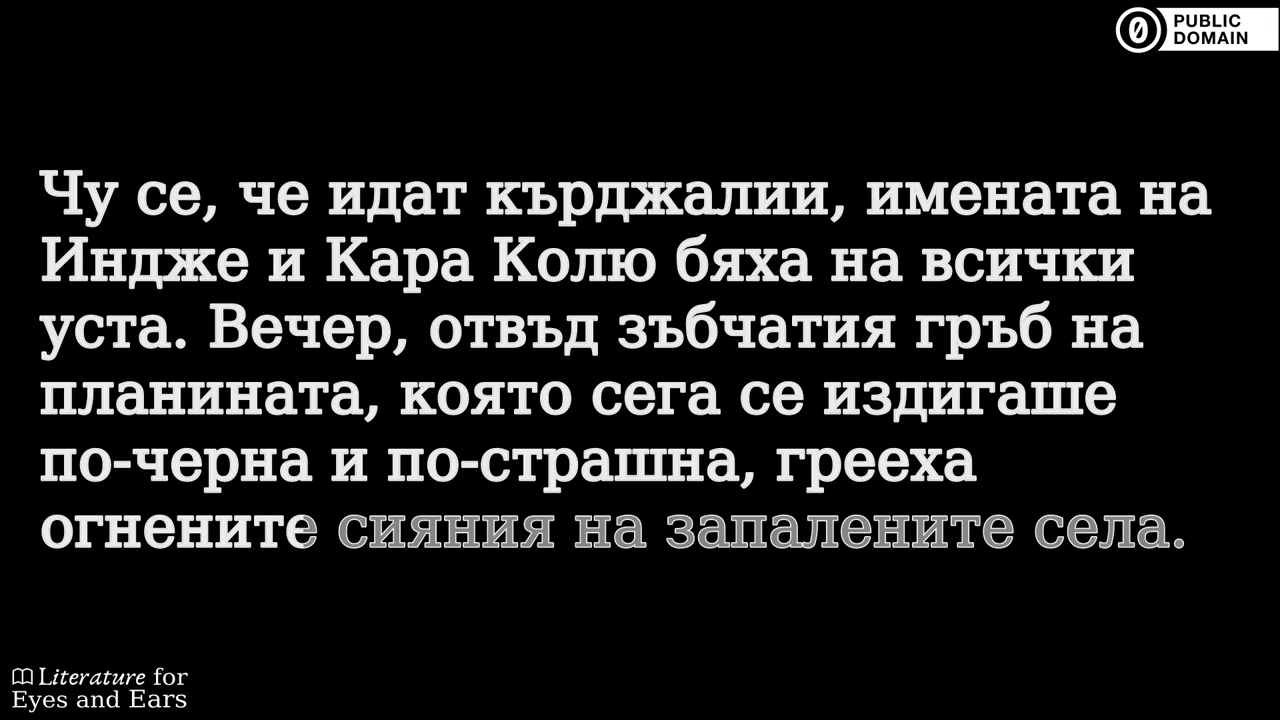 PUBLIC
DOMAIN
Чу се, че идат кърджалии, имената на
Индже и Кара Колю бяха на всички
уста. Вечер, отвъд зъбчатия гръб на
планината, която сега се издигаше
по-черна и по-страшна, грееха
огнените сияния на запалените села.
Literature for
Eyes and Ears